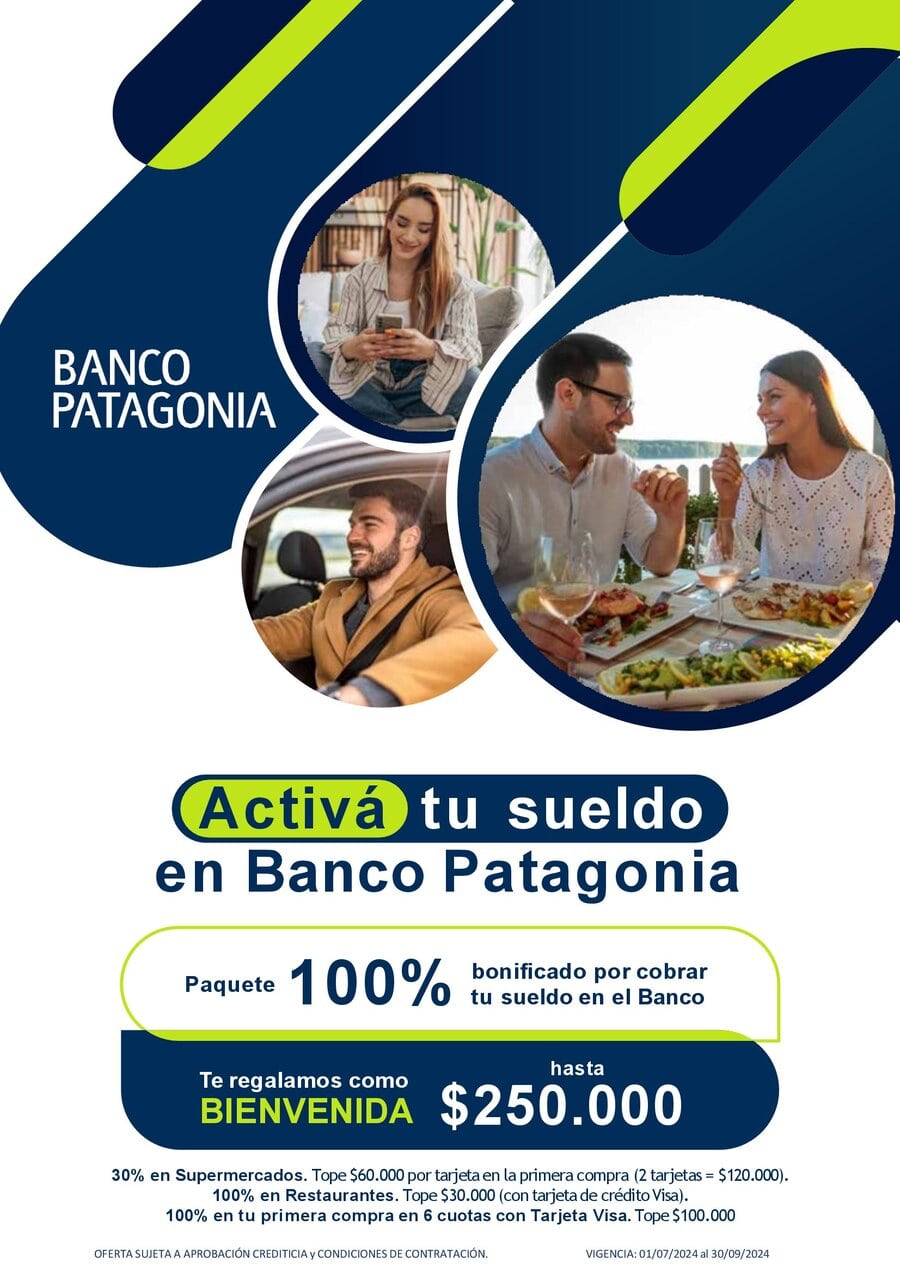 BANCO
PATAGONIA
Activá tu sueldo
en Banco Patagonia
Paquete 100% bonificado por cobrar
tu sueldo en el Banco
Te regalamos como
BIENVENIDA
hasta
$250.000
30% en Supermercados. Tope $60.000 por tarjeta en la primera compra (2 tarjetas = $120.000).
100% en Restaurantes. Tope $30.000 (con tarjeta de crédito Visa).
100% en tu primera compra en 6 cuotas con Tarjeta Visa. Tope $100.000
OFERTA SUJETA A APROBACIÓN CREDITICIA y CONDICIONES DE CONTRATACIÓN. VIGENCIA: 01/07/2024 al 30/09/2024